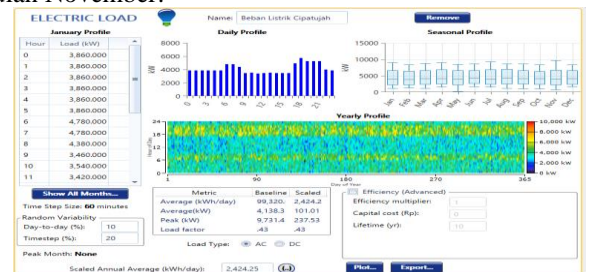 ELECTRIC LOAD
Name: Beban Listrik Cipatujah
Remove
January Profile
Hour Load (kW)
0 3,860.000
1 3,860.000
2 3,860.000
3 3,860.000
4 3,860.000
5 3,860.000
6 4,780.000
7 4,780.000
8 4,380.000
9 3,460.000
10 3,540.000
11 3,420.000
Show All Months...
Time Step Size: 60 minutes
Random Variability
Day-to-day (%): 10
Timestep (%): 20
Peak Month: None
Scaled Annual Average (kWh/day): 2,424.25
Daily Profile
kW
8000
6000
4000
2000
0
0 3 6 9 12 15 18 21
Seasonal Profile
kW
15000
10000
5000
0
Jan Feb Mar Apr May Jun Jul Aug Sep Oct Nov Dec
Yearly Profile
Hour of Day
24
18
12
6
1 90 180 270 365
Day of Year
10.000 kW
8.000 kW
6.000 kW
4.000 kW
2.000 kW
0 kW
Metric Baseline Scaled
Average (kWh/day) 99,320. 2,424.2
Average(kW) 4,138.3 101.01
Peak (kW) 9,731.4 237.53
Load factor .43 .43
Load Type: AC DC
Efficiency (Advanced)
Efficiency multiplier: 1
Capital cost (Rp): 0
Lifetime (yr): 10
Plot... Export...